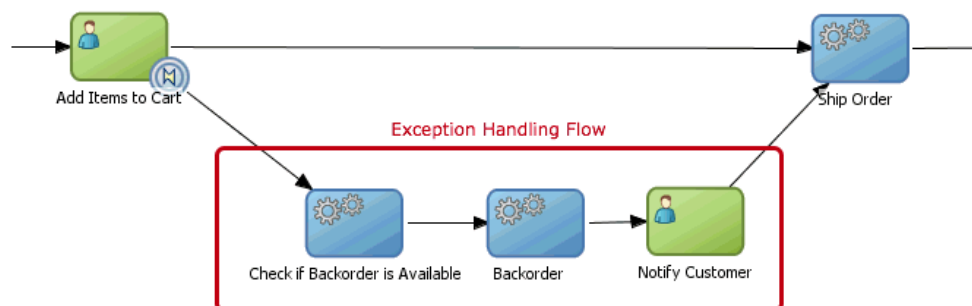 Add Items to Cart
Ship Order
Exception Handling Flow
Check if Backorder is Available
Backorder
Notify Customer